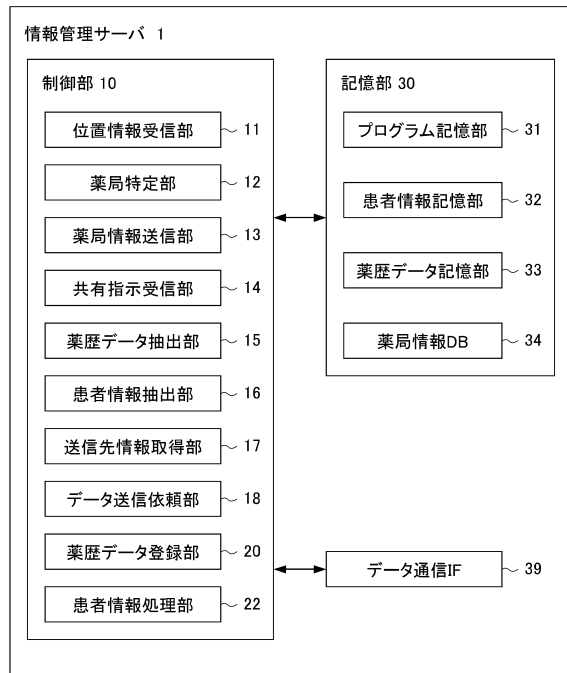 情報管理サーバ 1
制御部 10
位置情報受信部 11
薬局特定部 12
薬局情報送信部 13
共有指示受信部 14
薬歴データ抽出部 15
患者情報抽出部 16
送信先情報取得部 17
データ送信依頼部 18
薬歴データ登録部 20
患者情報処理部 22
記憶部 30
プログラム記憶部 31
患者情報記憶部 32
薬歴データ記憶部 33
薬局情報DB 34
データ通信IF 39